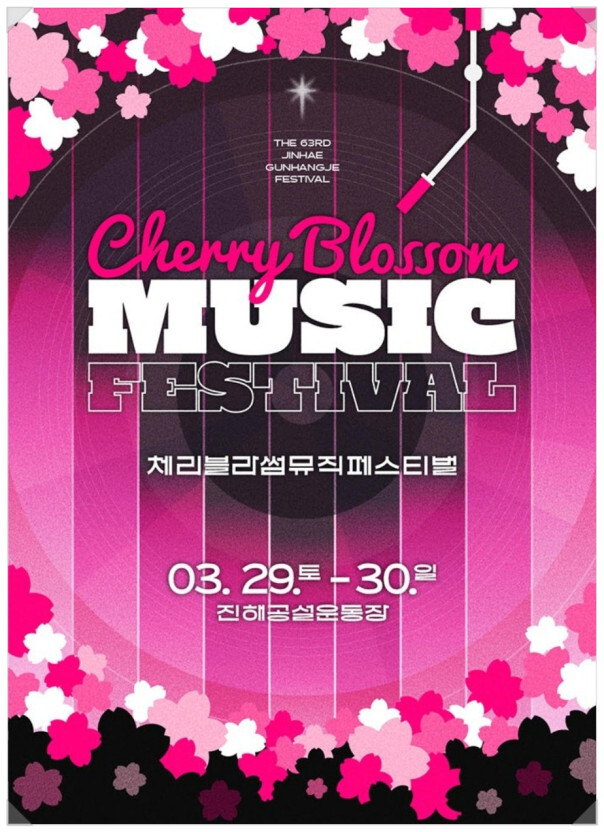 THE 63RD
JINHAE
GUNHANGJE
FESTIVAL
Cherry Blossom
MUSIC
FESTIVAL
체리블라썸뮤직페스티벌
03. 29.토 - 30.일
진해공설운동장